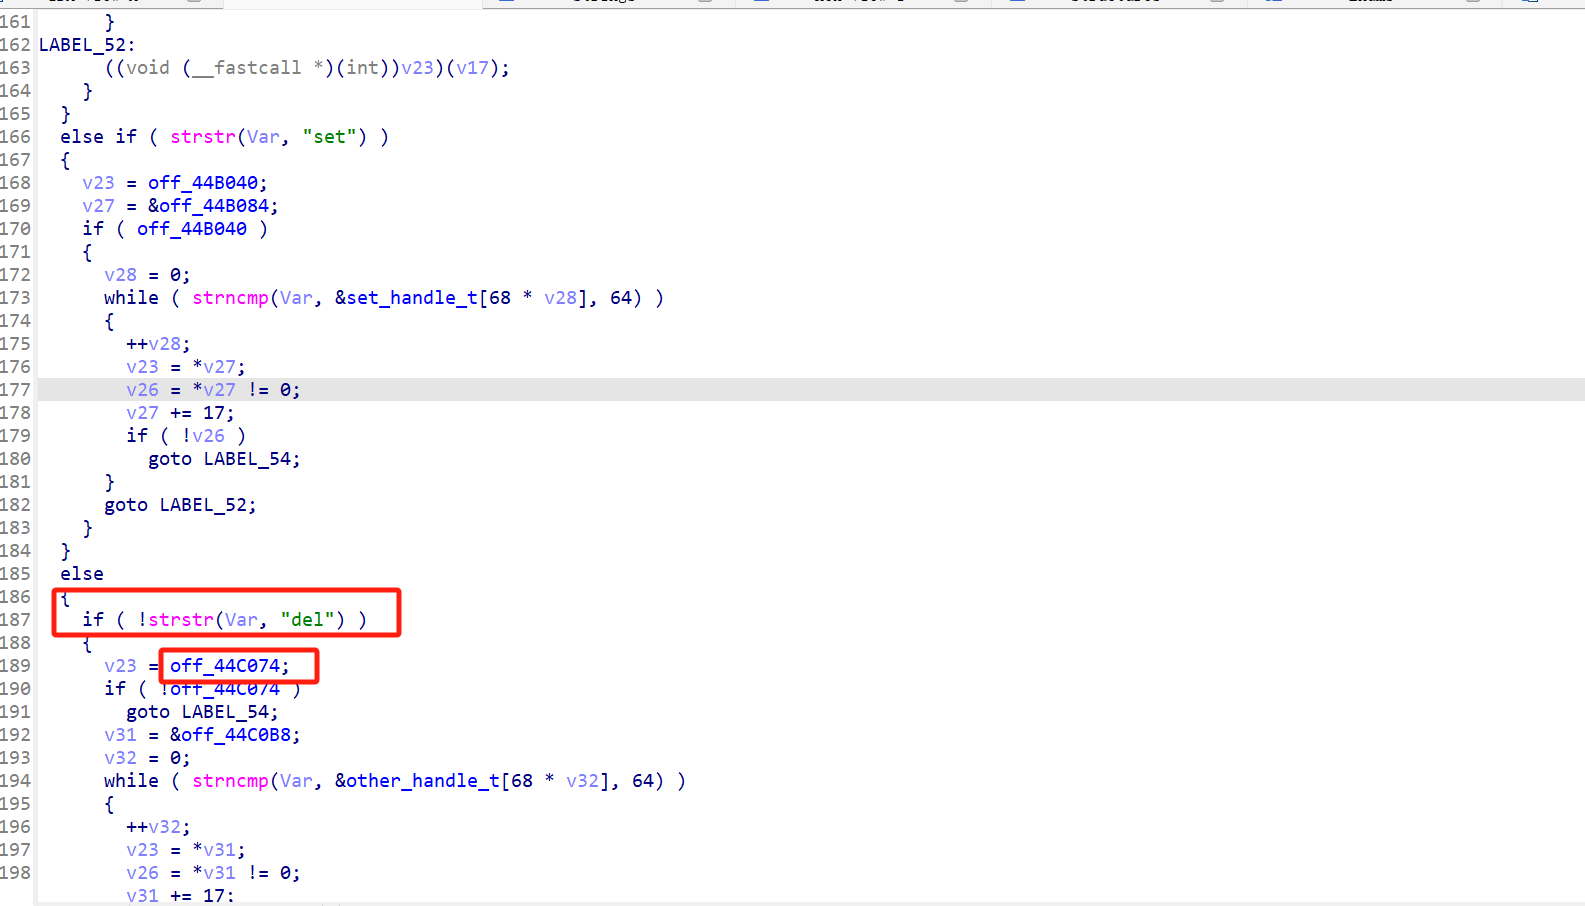 161 }
162 LABEL_52:
163 ((void (__fastcall *)(int))v23)(v17);
164 }
165 }
166 else if ( strstr(Var, "set") )
167 {
168 v23 = off_44B040;
169 v27 = &off_44B084;
170 if ( off_44B040 )
171 {
172 v28 = 0;
173 while ( strncmp(Var, &set_handle_t[68 * v28], 64) )
174 {
175 ++v28;
176 v23 = *v27;
177 v26 = *v27 != 0;
178 v27 += 17;
179 if ( !v26 )
180 goto LABEL_54;
181 }
182 goto LABEL_52;
183 }
184 }
185 else
186 {
187 if ( !strstr(Var, "del") )
188 {
189 v23 = off_44C074;
190 if ( !off_44C074 )
191 goto LABEL_54;
192 v31 = &off_44C0B8;
193 v32 = 0;
194 while ( strncmp(Var, &other_handle_t[68 * v32], 64) )
195 {
196 ++v32;
197 v23 = *v31;
198 v26 = *v31 != 0;
v31 += 17;